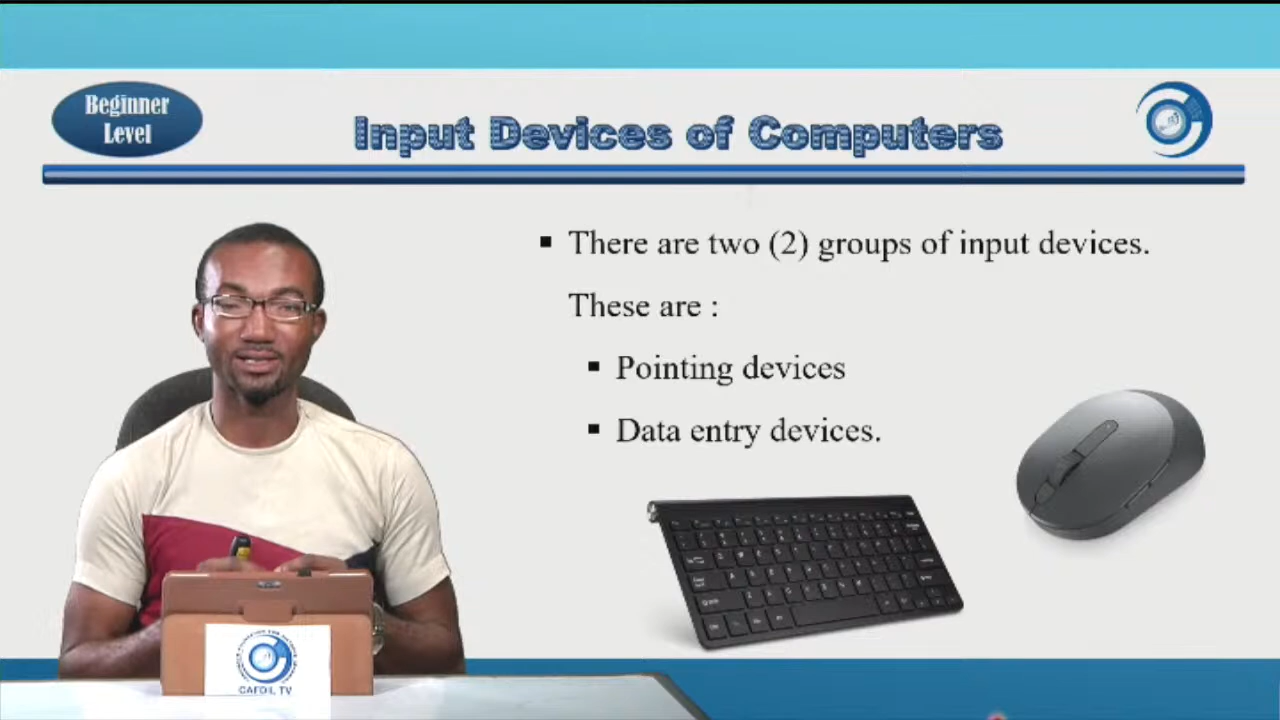 Beginner
Level
Input Devices of Computers
▪ There are two (2) groups of input devices.
These are :
▪ Pointing devices
▪ Data entry devices.
CAFDIL TV